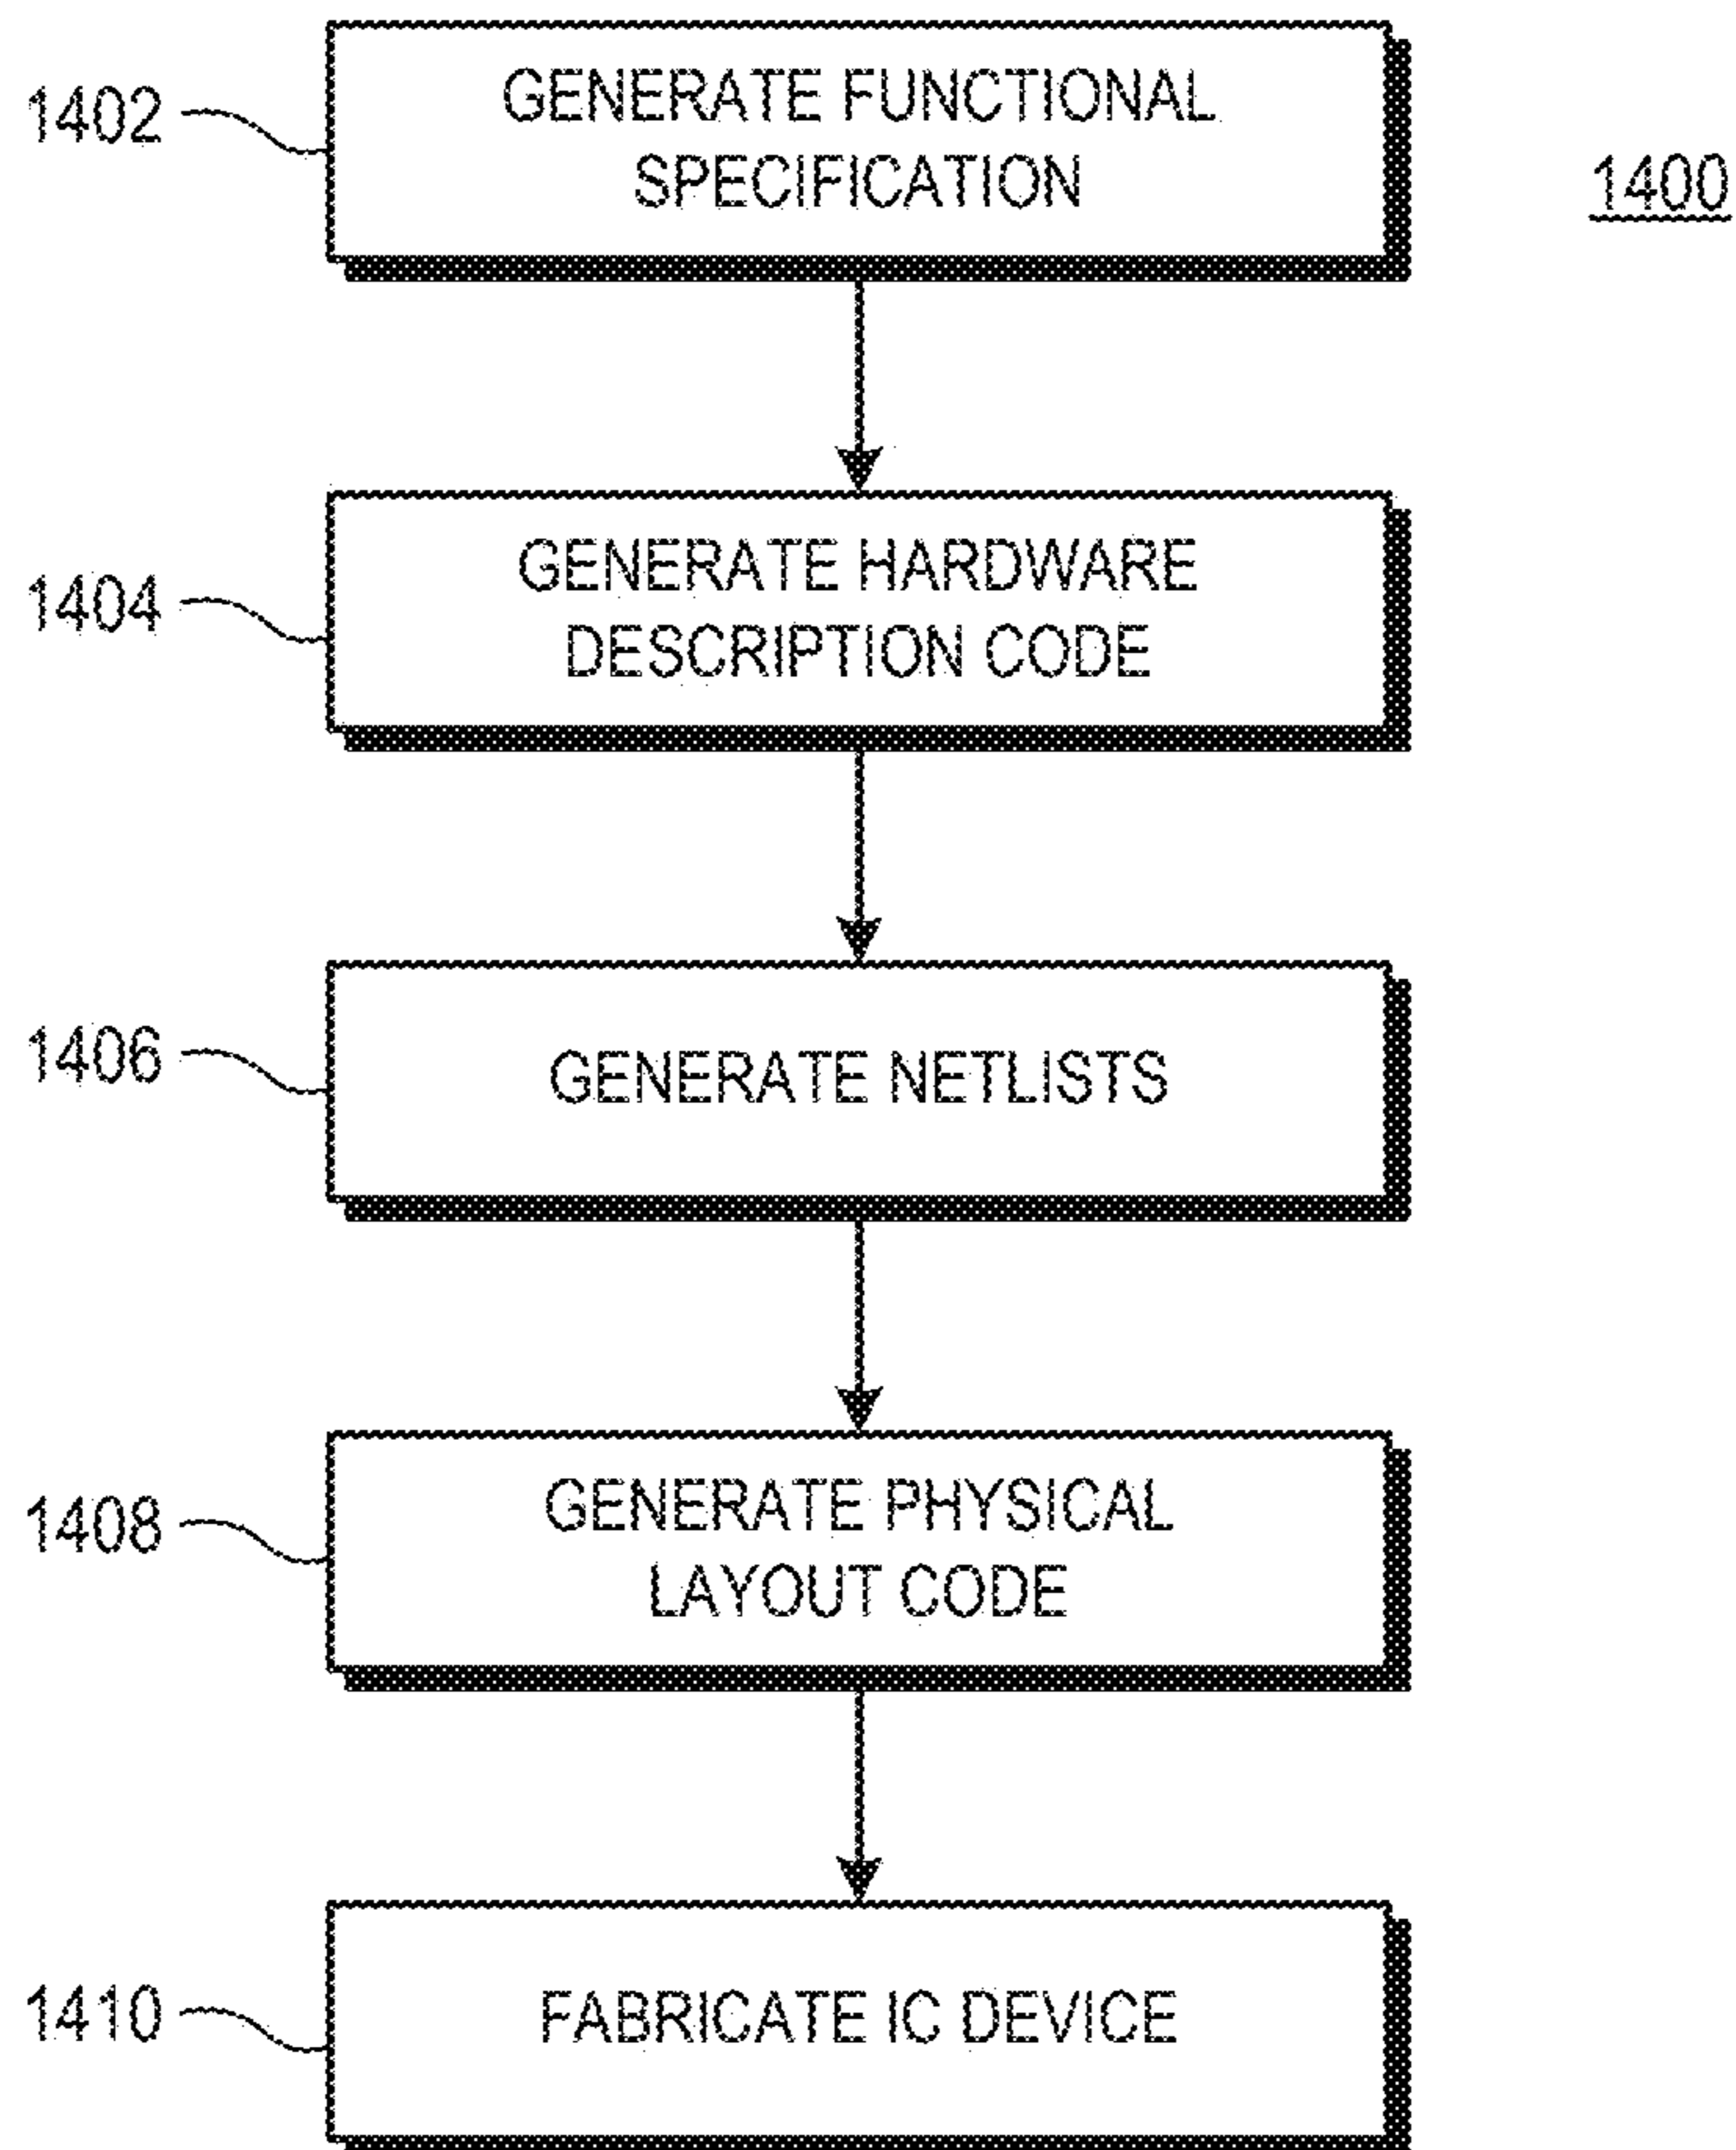 1402
GENERATE FUNCTIONAL
SPECIFICATION
1400
1404
GENERATE HARDWARE
DESCRIPTION CODE
1406
GENERATE NETLISTS
1408
GENERATE PHYSICAL
LAYOUT CODE
1410
FABRICATE IC DEVICE